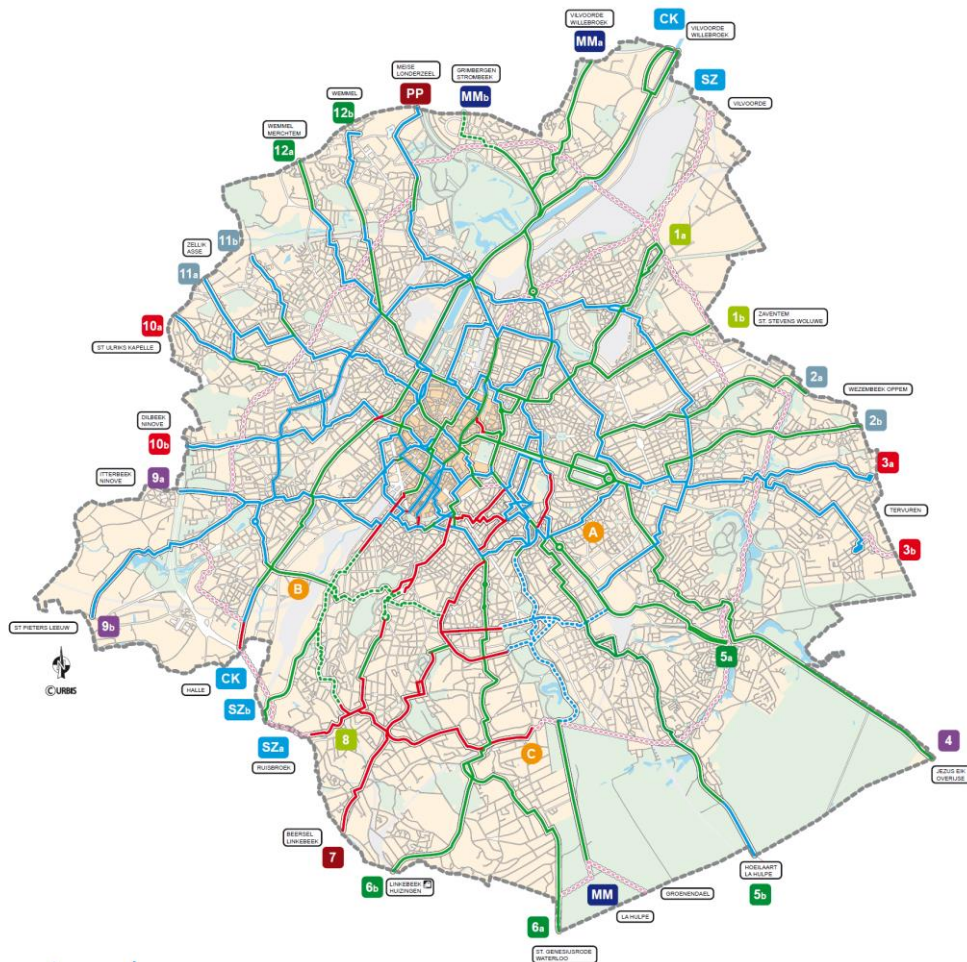 VILVOORDE
WILLEBROEK
MMa
CK
VILVOORDE
WILLEBROEK
MEISE
LONDERZEEL
PP
GRIMBERGEN
STROMBEEK
MMb
SZ
VILVOORDE
WEMMEL
12b
WEMMEL
MERCHTEM
12a
11b
ZELLIK
ASSE
11a
1a
10a
ST ULRIKS KAPELLE
1b
ZAVENTEM
ST. STEVENS WOLUWE
2a
WEZEMBEEK OPPEM
2b
DILBEEK
NINOVE
10b
ITTERBEEK
NINOVE
9a
3a
TERVUREN
A
3b
B
ST PIETERS LEEUW
9b
© URBIS
HALLE
CK
SZb
SZa
RUISBROEK
8
5a
C
4
JEZUS EIK
OVERIJSE
BEERSEL
LINKEBEEK
7
6b
LINKEBEEK
HUIZINGEN
MM
GROENENDAEL
LA HULPE
HOEILAART
LA HULPE
5b
6a
ST. GENESIUSRODE
WATERLOO